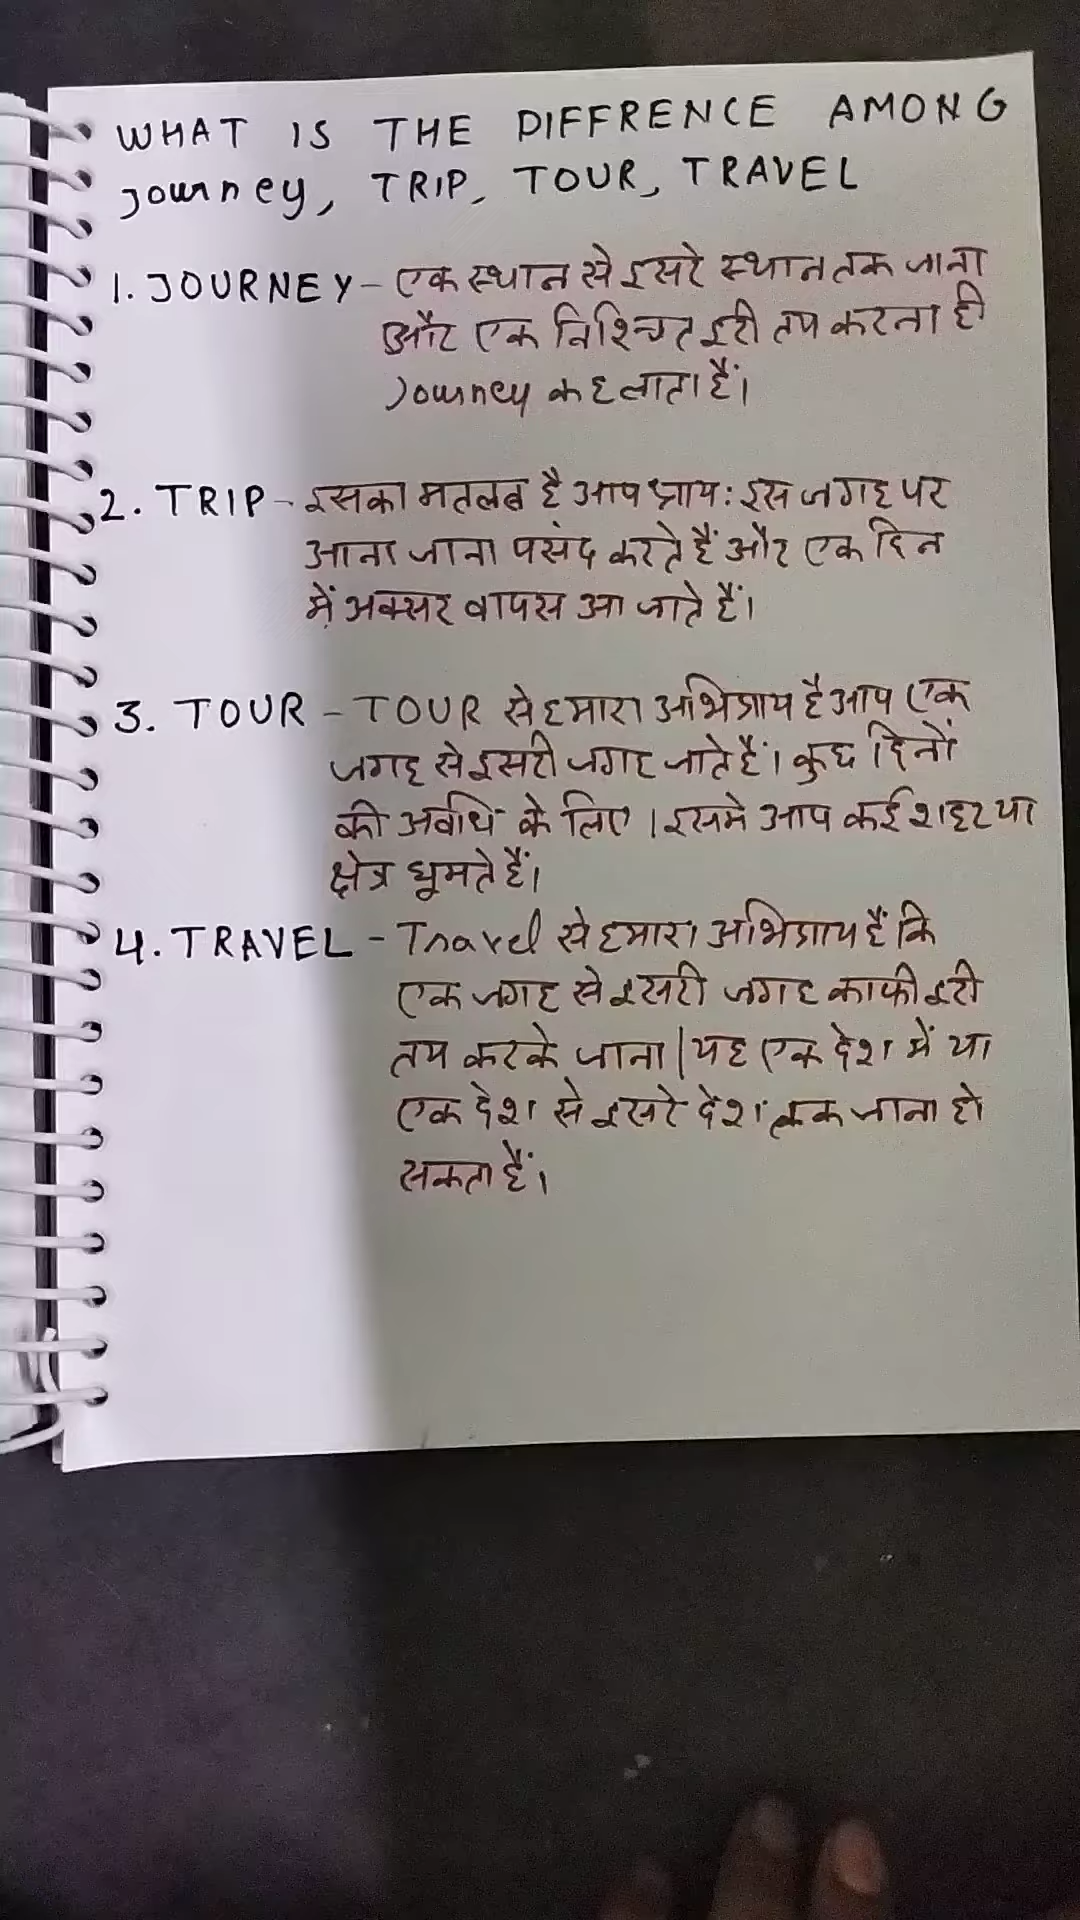 WHAT IS THE DIFFRENCE AMONG
Journey, TRIP, TOUR, TRAVEL
1. JOURNEY - एक स्थान से दूसरे स्थान तक जाना
और एक निश्चित दूरी तय करना ही
Journey कहलाता हैं।
2. TRIP - इसका मतलब है आप प्राय: इस जगह पर
आना जाना पसंद करते हैं और एक दिन
में अक्सर वापस आ जाते हैं।
3. TOUR - TOUR से हमारा अभिप्राय है आप एक
जगह से दूसरी जगह जाते हैं। कुछ दिनों
की अवधि के लिए। इसमे आप कई शहर या
क्षेत्र घूमते हैं।
4. TRAVEL - Travel से हमारा अभिप्राय हैं कि
एक जगह से दूसरी जगह काफी दूरी
तय करके जाना। यह एक देश में या
एक देश से दूसरे देश तक जाना हो
सकता हैं।